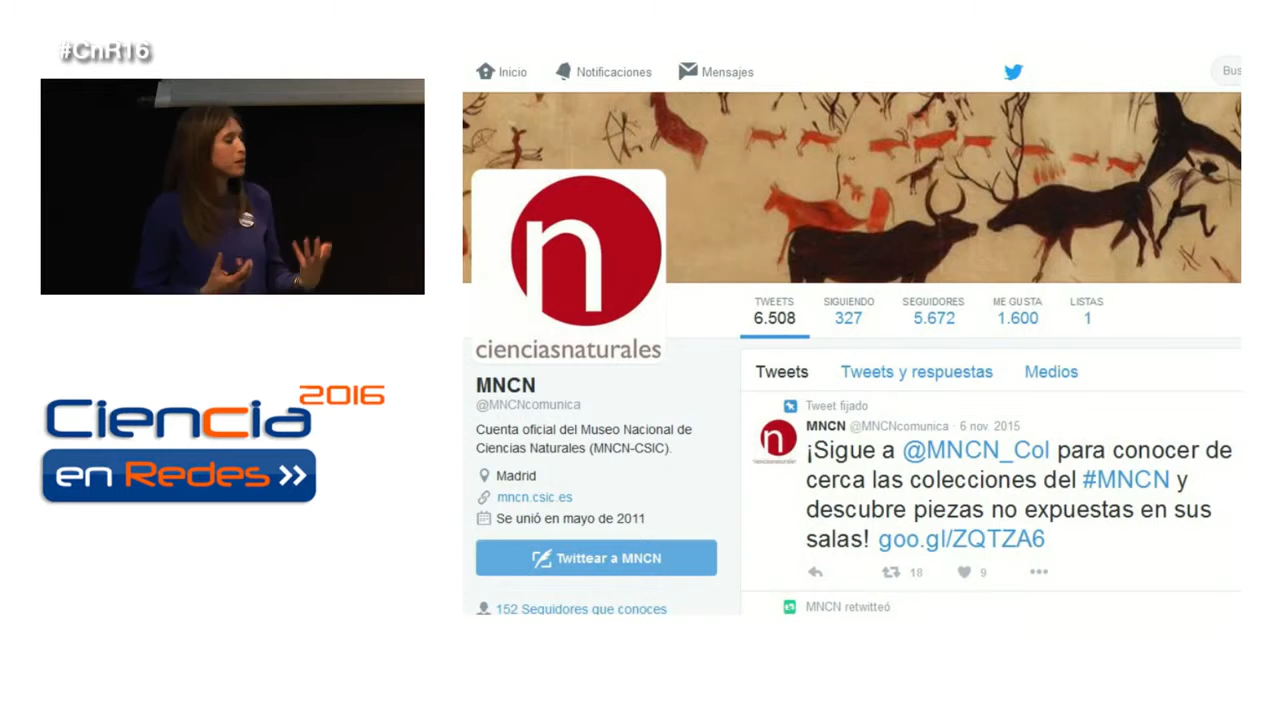 #CnR16
Ciencia
2016
en Redes
Inicio
Notificaciones
Mensajes
Bus
n
cienciasnaturales
TWEETS
6.508
SIGUIENDO
327
SEGUIDORES
5.672
ME GUSTA
1.600
LISTAS
1
MNCN
@MNCNcomunica
Cuenta oficial del Museo Nacional de
Ciencias Naturales (MNCN-CSIC).
Madrid
mncn.csic.es
Se unió en mayo de 2011
Twittear a MNCN
152 Seguidores que conoces
Tweets
Tweets y respuestas
Medios
Tweet fijado
n
MNCN @MNCNcomunica · 6 nov. 2015
¡Sigue a @MNCN_Col para conocer de
cerca las colecciones del #MNCN y
descubre piezas no expuestas en sus
salas! goo.gl/ZQTZA6
18
9
MNCN retwitteó